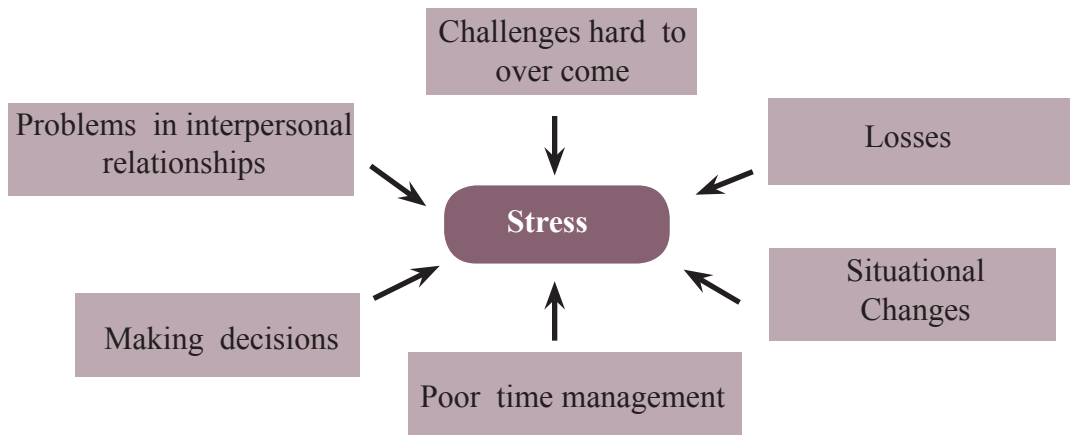 Challenges hard to
over come
Problems in interpersonal
relationships
Losses
Stress
Situational
Changes
Making decisions
Poor time management